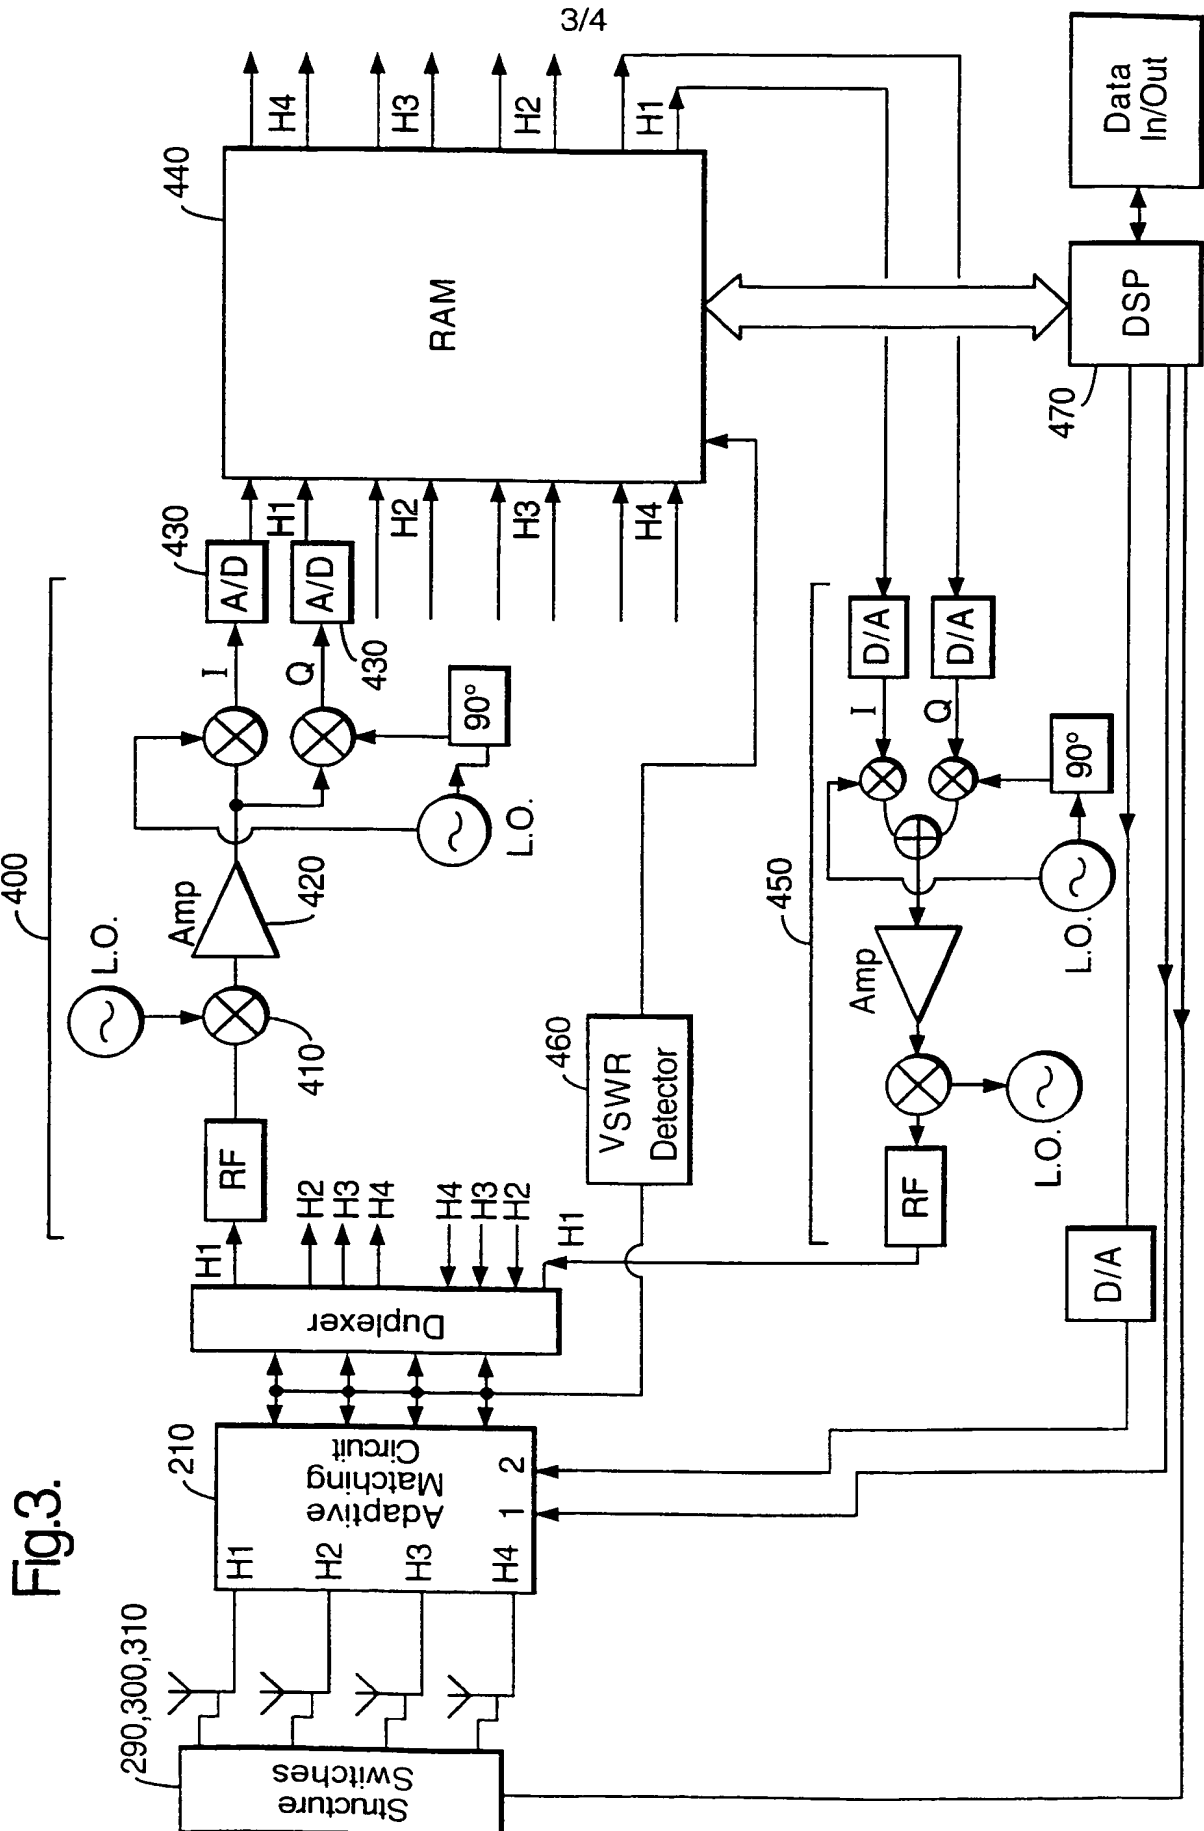 3/4
Fig.3.
290,300,310
Structure
Switches
H1
H2
H3
H4
210
Adaptive
Matching
Circuit
1
2
Duplexer
H1
H2
H3
H4
H4
H3
H2
H1
400
RF
L.O.
410
Amp
420
I
Q
L.O.
90°
430
A/D
A/D
430
H1
H2
H3
H4
440
RAM
H4
H3
H2
H1
460
VSWR
Detector
450
RF
L.O.
Amp
I
Q
L.O.
90°
D/A
D/A
D/A
470
DSP
Data
In/Out